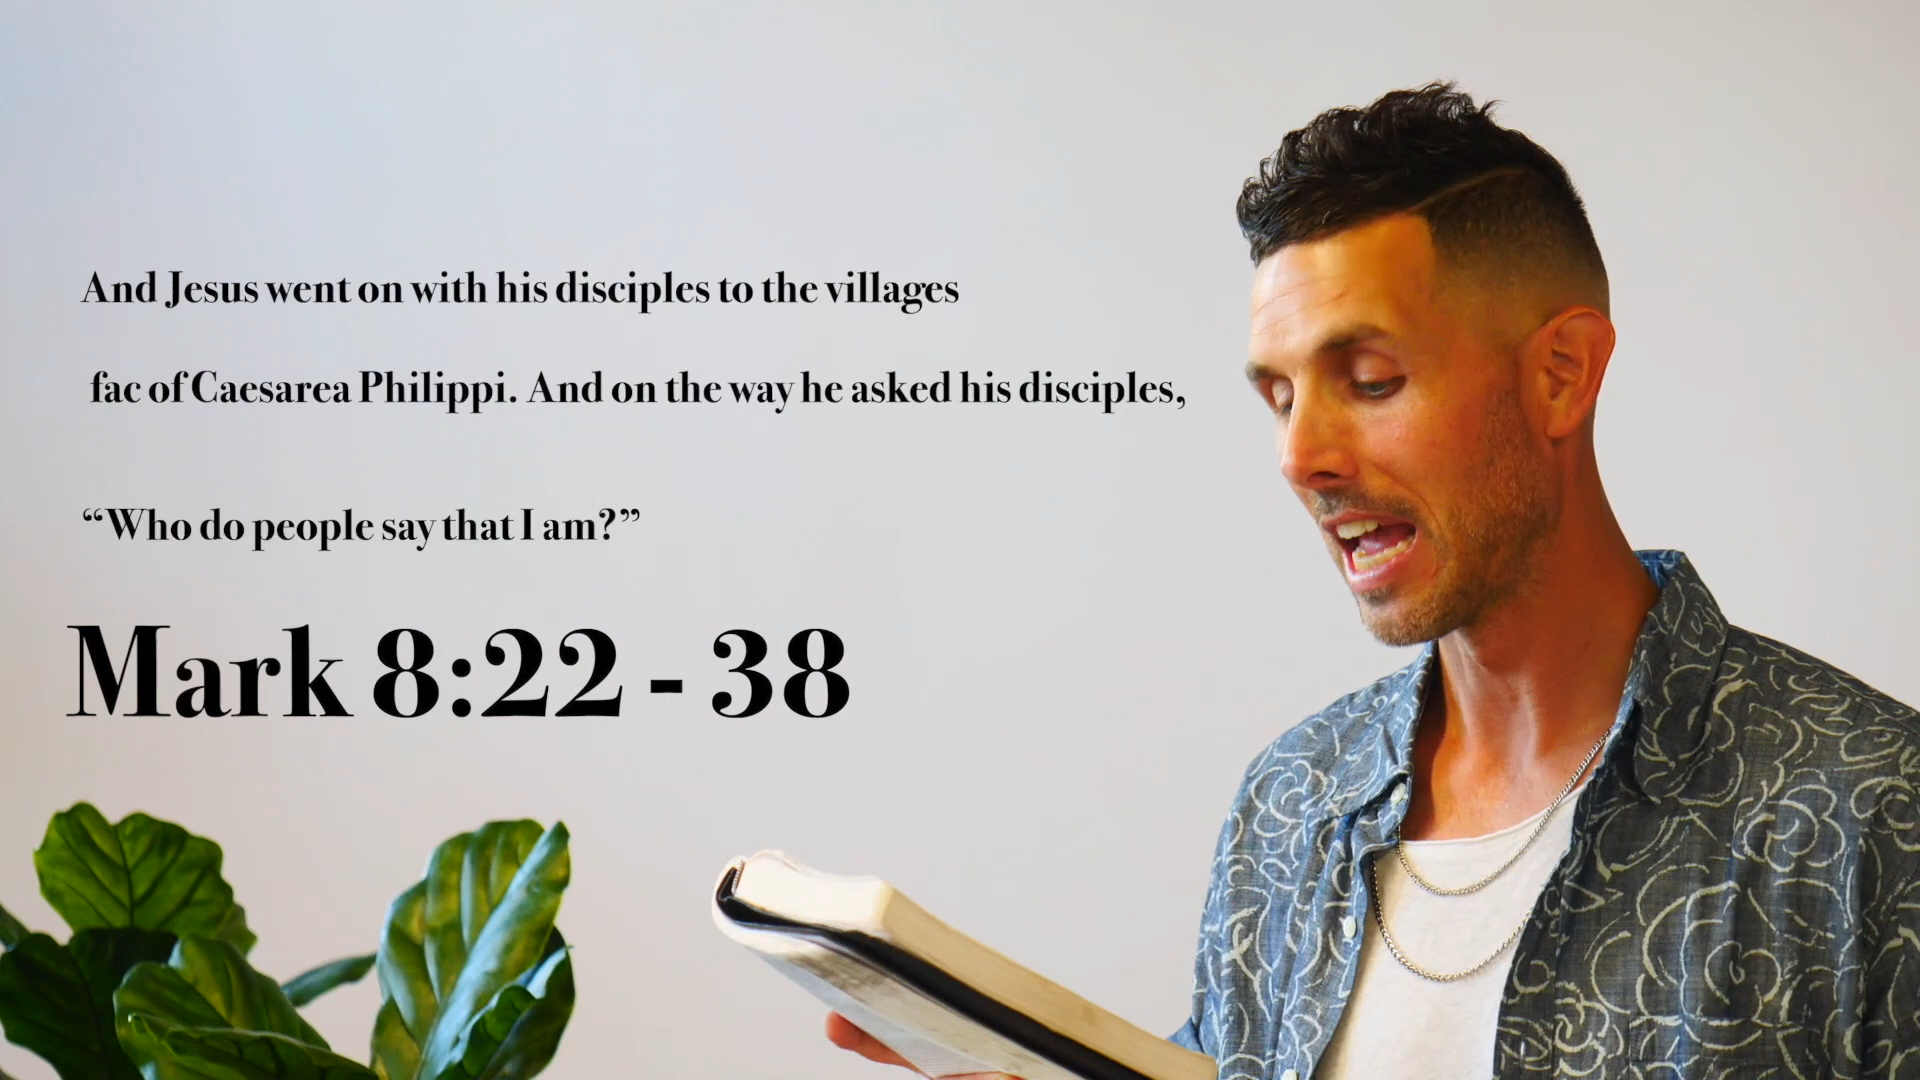 And Jesus went on with his disciples to the villages
fac of Caesarea Philippi. And on the way he asked his disciples,
“Who do people say that I am?”
Mark 8:22 - 38